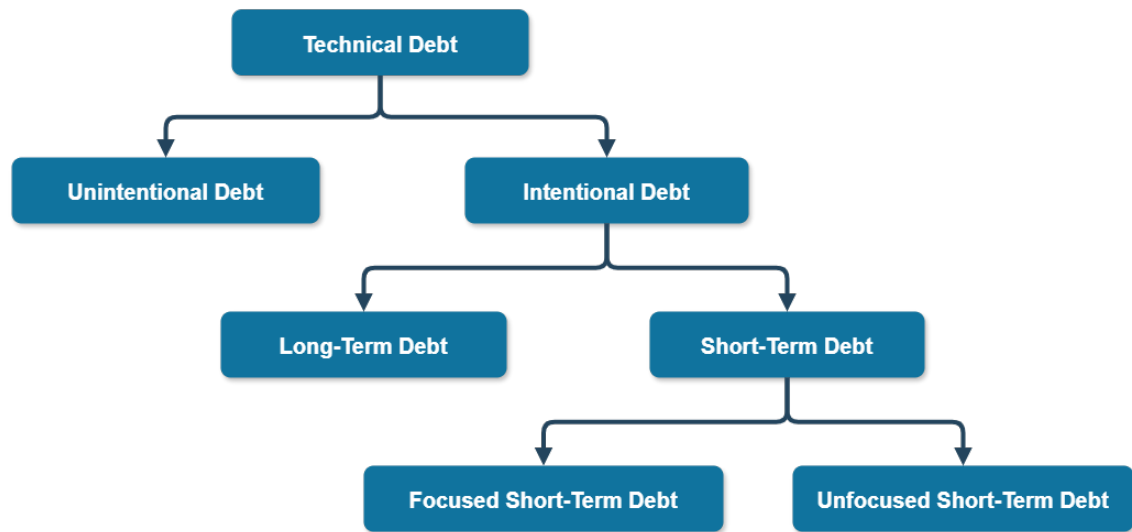 Technical Debt
Unintentional Debt
Intentional Debt
Long-Term Debt
Short-Term Debt
Focused Short-Term Debt
Unfocused Short-Term Debt